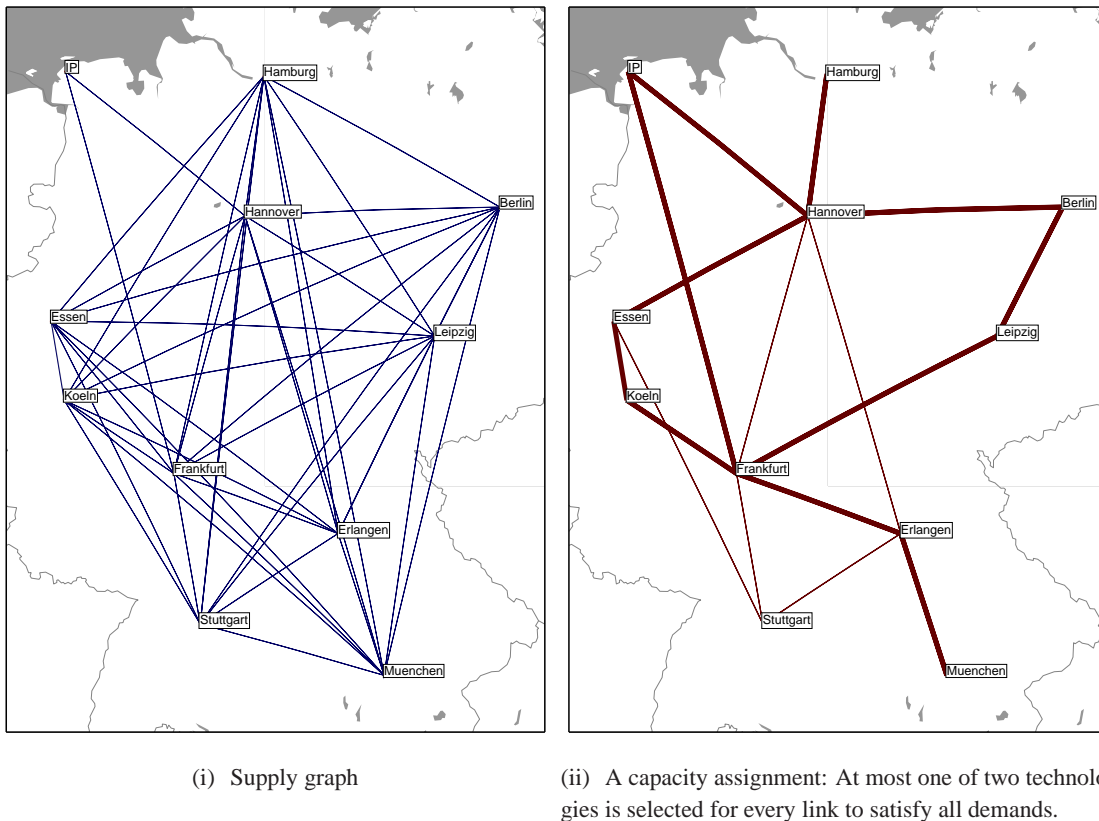 IP
Hamburg
Hannover
Berlin
Essen
Leipzig
Koeln
Frankfurt
Erlangen
Stuttgart
Muenchen
(i) Supply graph
IP
Hamburg
Hannover
Berlin
Essen
Leipzig
Koeln
Frankfurt
Erlangen
Stuttgart
Muenchen
(ii) A capacity assignment: At most one of two technolo
gies is selected for every link to satisfy all demands.